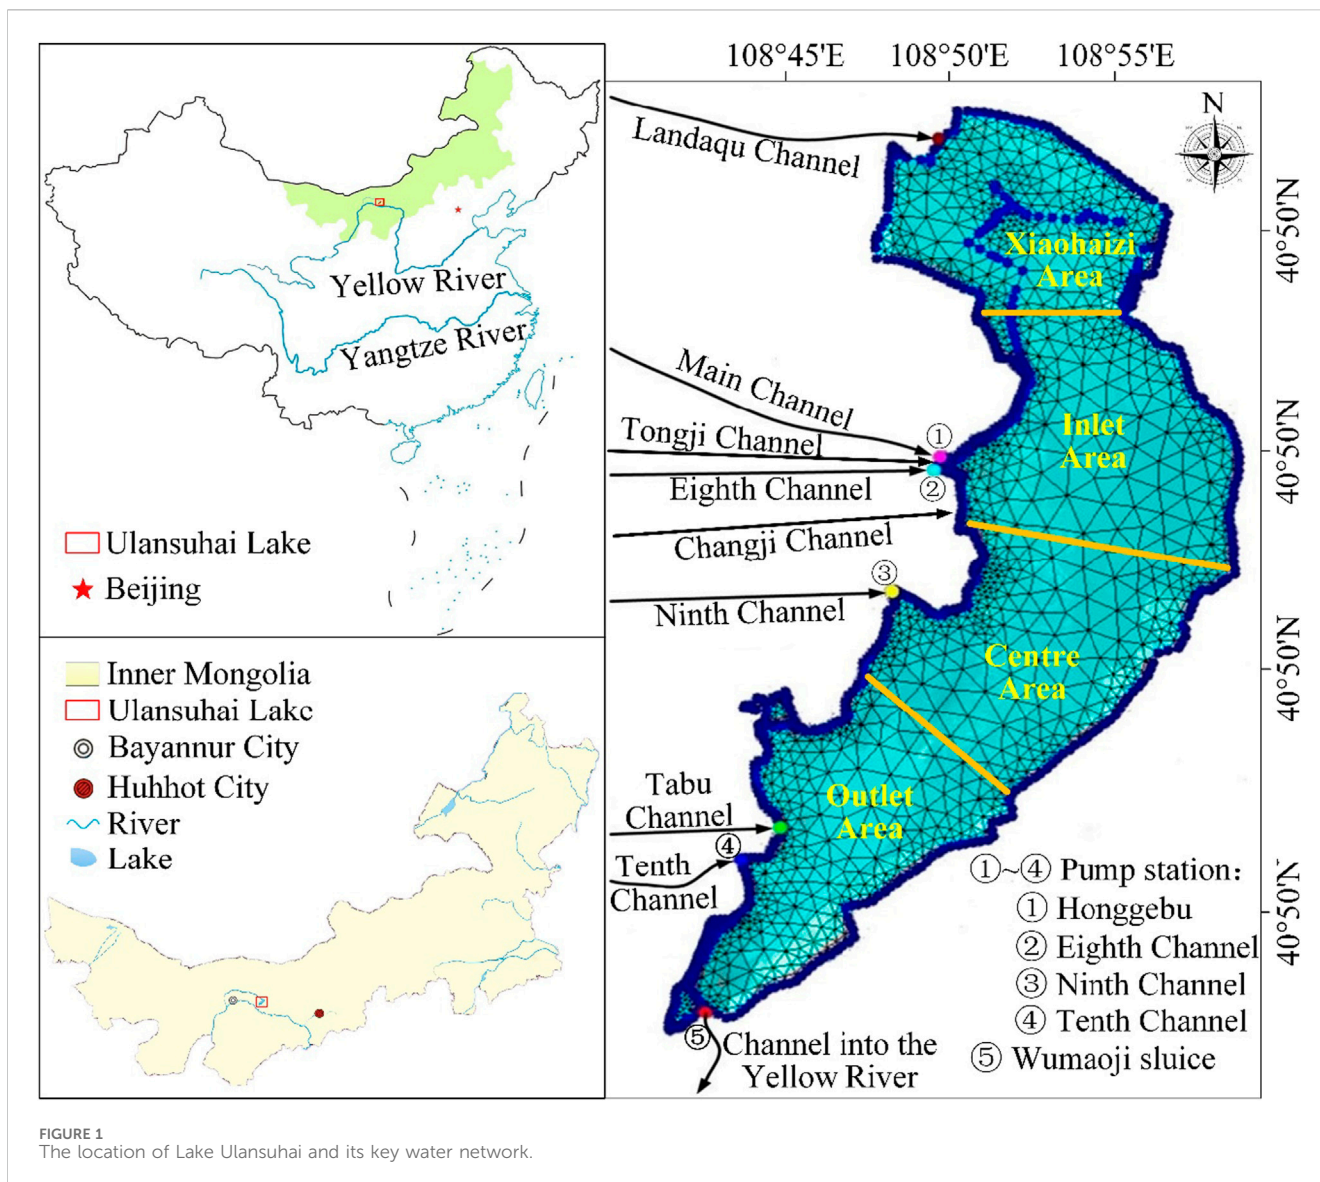 108°45'E 108°50'E 108°55'E
N
Landaqu Channel
40°50'N
Xiaohaizi
Area
Yellow River
Yangtze River
Main Channel
①
Tongji Channel
Inlet
Area
40°50'N
Eighth Channel
②
Changji Channel
Ulansuhai Lake
Beijing
③
Ninth Channel
Centre
Area
40°50'N
Inner Mongolia
Ulansuhai Lake
Bayannur City
Huhhot City
River
Lake
Tabu
Channel
④
Tenth
Channel
Outlet
Area
40°50'N
①~④ Pump station:
① Honggebu
② Eighth Channel
③ Ninth Channel
④ Tenth Channel
⑤ Wumaoji sluice
⑤
Channel into the
Yellow River
FIGURE 1
The location of Lake Ulansuhai and its key water network.